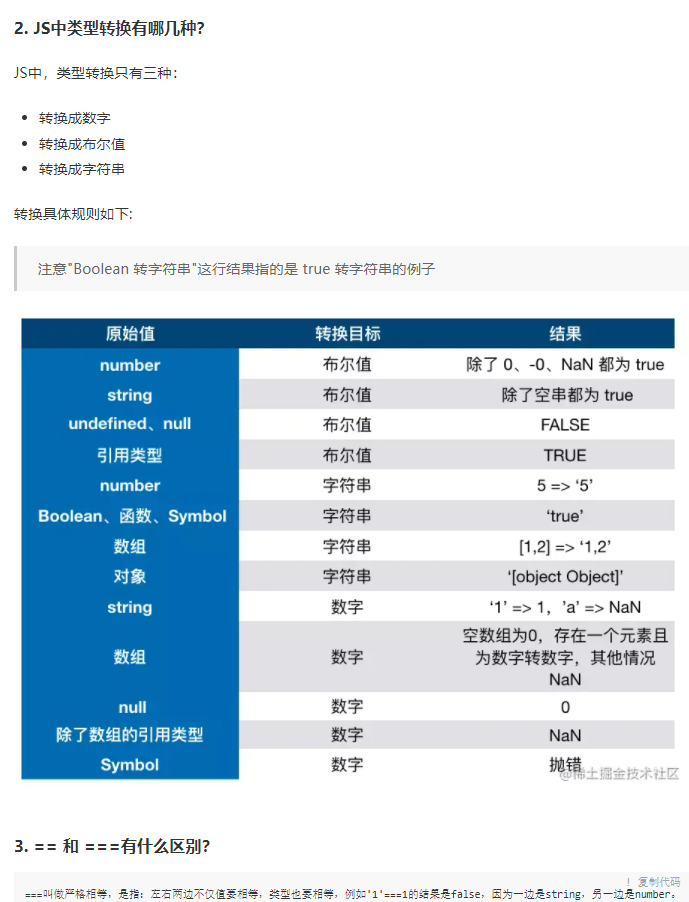 2. JS中类型转换有哪几种?
JS中，类型转换只有三种：
转换成数字
转换成布尔值
转换成字符串
转换具体规则如下:
注意"Boolean 转字符串"这行结果指的是 true 转字符串的例子
原始值 转换目标 结果
number 布尔值 除了 0、-0、NaN 都为 true
string 布尔值 除了空串都为 true
undefined、null 布尔值 FALSE
引用类型 布尔值 TRUE
number 字符串 5 => ‘5’
Boolean、函数、Symbol 字符串 ‘true’
数组 字符串 [1,2] => ‘1,2’
对象 字符串 ‘[object Object]’
string 数字 ‘1’ => 1，’a’ => NaN
数组 数字 空数组为0，存在一个元素且
为数字转数字，其他情况
NaN
null 数字 0
除了数组的引用类型 数字 NaN
Symbol 数字 抛错
@稀土掘金技术社区
3. == 和 ===有什么区别?
! 复制代码
===叫做严格相等，是指：左右两边不仅值要相等，类型也要相等，例如'1'===1的结果是false，因为一边是string，另一边是number。